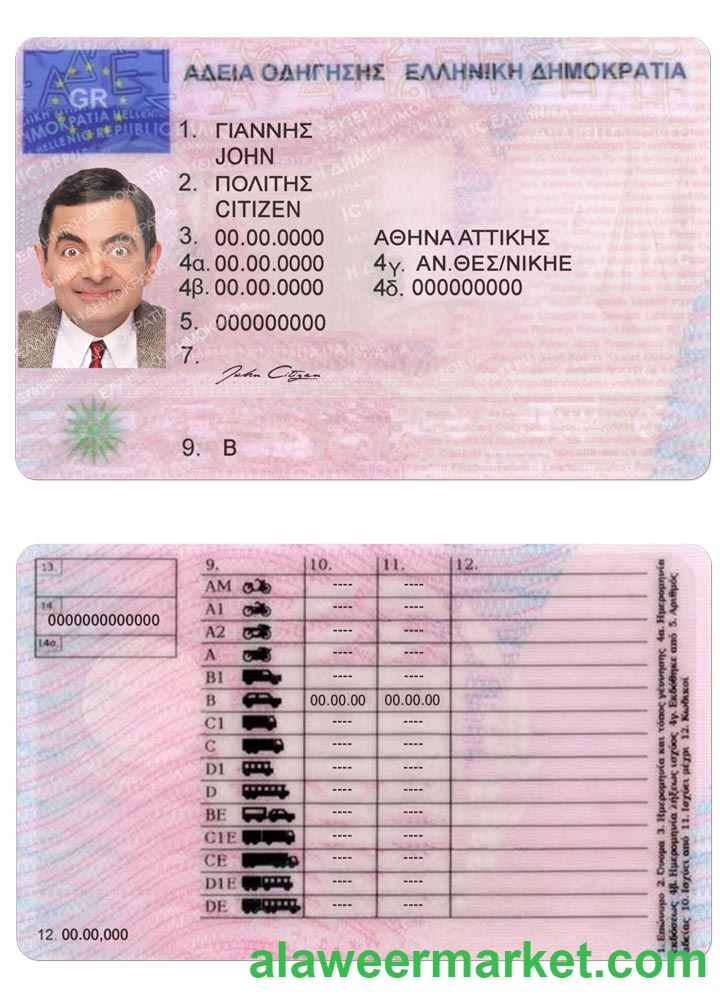 GR
ΑΔΕΙΑ ΟΔΗΓΗΣΗΣ ΕΛΛΗΝΙΚΗ ΔΗΜΟΚΡΑΤΙΑ
1. ΓΙΑΝΝΗΣ
JOHN
2. ΠΟΛΙΤΗΣ
CITIZEN
3. 00.00.0000 ΑΘΗΝΑ ΑΤΤΙΚΗΣ
4α. 00.00.0000 4γ. ΑΝ.ΘΕΣ/ΝΙΚΗΕ
4β. 00.00.0000 4δ. 000000000
5. 000000000
7.
John Citizen
9. B
13.
14.
0000000000000
14α.
9. 10. 11. 12.
AM ---- ----
A1 ---- ----
A2 ---- ----
A ---- ----
B1 ---- ----
B 00.00.00 00.00.00
C1 ---- ----
C ---- ----
D1 ---- ----
D ---- ----
BE ---- ----
C1E ---- ----
CE ---- ----
D1E ---- ----
DE ---- ----
12. 00.00,000
1. Επώνυμο 2. Όνομα 3. Ημερομηνία και τόπος γέννησης 4α. Ημερομηνία
εκδόσεως 4β. Ημερομηνία λήξεως ισχύος 4γ. Εκδόθηκε από 5. Αριθμός
άδειας 10. Ισχύει από 11. Ισχύει μέχρι 12. Κωδικοί
alaweermarket.com